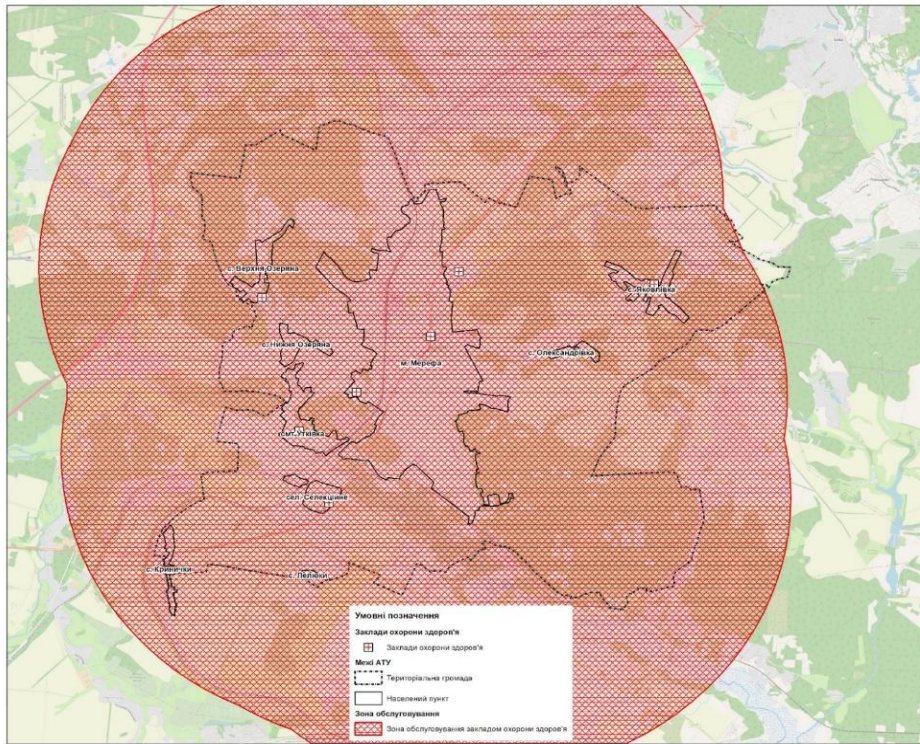 с. Верхня Озеряна
с. Яковлівка
с. Нижня Озеряна
с. Олександрівка
м. Мерефа
смт. Утківка
сел. Селекційне
с. Кринички
с. Лелюки
Умовні позначення
Заклади охорони здоров'я
Заклади охорони здоров'я
Межі АТУ
Територіальна громада
Населений пункт
Зона обслуговування
Зона обслуговування закладом охорони здоров'я